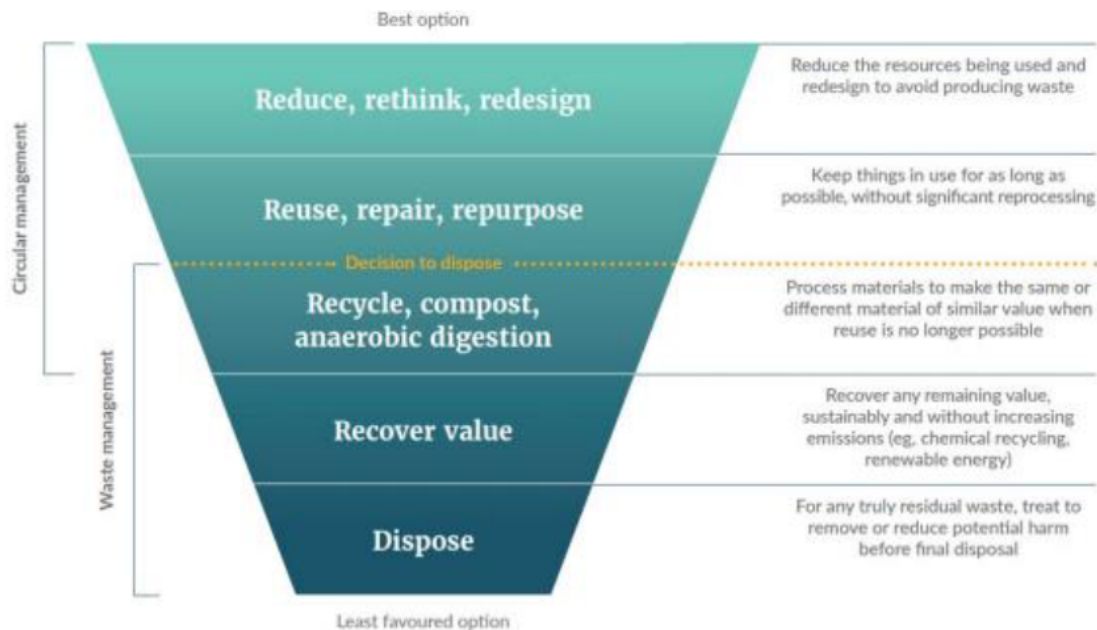 Best option
Reduce, rethink, redesign
Reduce the resources being used and
redesign to avoid producing waste
Circular management
Reuse, repair, repurpose
Keep things in use for as long as
possible, without significant reprocessing
Decision to dispose
Waste management
Recycle, compost,
anaerobic digestion
Process materials to make the same or
different material of similar value when
reuse is no longer possible
Recover value
Recover any remaining value,
sustainably and without increasing
emissions (eg, chemical recycling,
renewable energy)
Dispose
For any truly residual waste, treat to
remove or reduce potential harm
before final disposal
Least favoured option